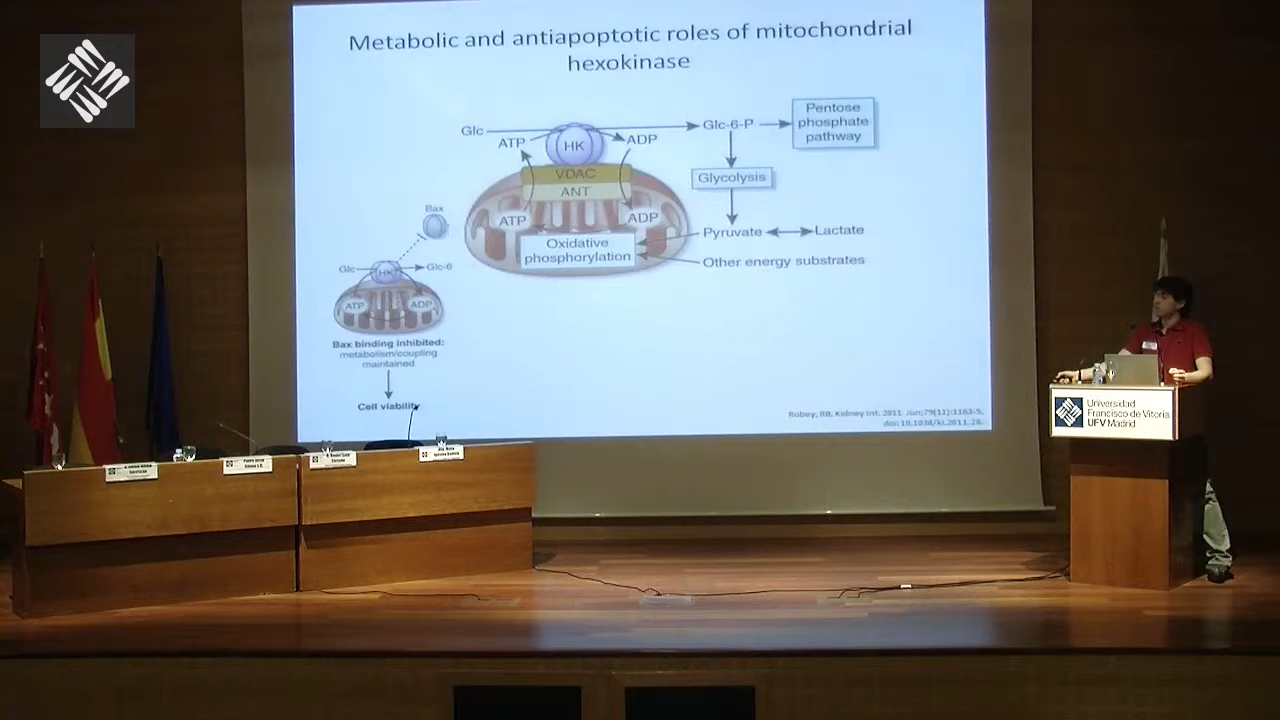 Metabolic and antiapoptotic roles of mitochondrial
hexokinase
Glc
ATP
HK
ADP
Glc-6-P
Pentose
phosphate
pathway
VDAC
ANT
Glycolysis
ATP
ADP
Oxidative
phosphorylation
Pyruvate
Lactate
Other energy substrates
Bax
Glc
HK
Glc-6
ATP
ADP
Bax binding inhibited:
metabolism/coupling
maintained
Cell viability
Robey, RB. Kidney Int. 2011 Jun;79(11):1163-5.
doi:10.1038/ki.2011.20.
Universidad
Francisco de Vitoria
UFV Madrid